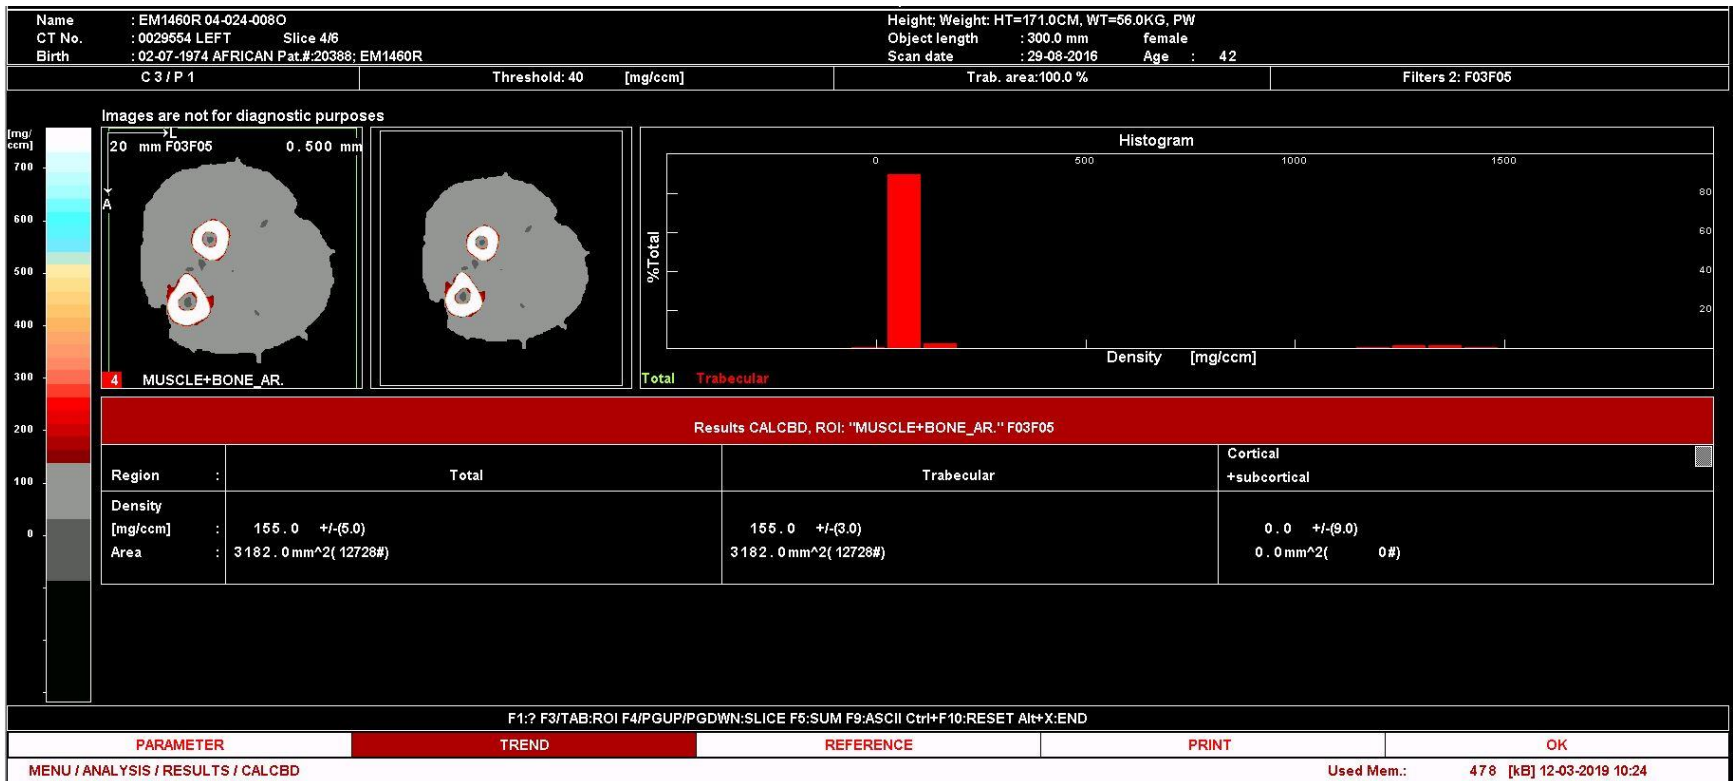 Name : EM1460R 04-024-008O Height; Weight: HT=171.0CM, WT=56.0KG, PW
CT No. : 0029554 LEFT Slice 4/6 Object length : 300.0 mm female
Birth : 02-07-1974 AFRICAN Pat.#:20388; EM1460R Scan date : 29-08-2016 Age : 42
C 3 / P 1 Threshold: 40 [mg/ccm] Trab. area:100.0 % Filters 2: F03F05
Images are not for diagnostic purposes
[mg/
ccm]
700
600
500
400
300
200
100
0
L
20 mm F03F05 0.500 mm
A
4 MUSCLE+BONE_AR.
Histogram
0 500 1000 1500
80
60
40
20
%Total
Density [mg/ccm]
Total Trabecular
Results CALCBD, ROI: "MUSCLE+BONE_AR." F03F05
Region : Total Trabecular Cortical
+subcortical
Density
[mg/ccm] : 155.0 +/-(5.0) 155.0 +/-(3.0) 0.0 +/-(9.0)
Area : 3182.0mm^2( 12728#) 3182.0mm^2( 12728#) 0.0mm^2( 0#)
F1:? F3/TAB:ROI F4/PGUP/PGDWN:SLICE F5:SUM F9:ASCII Ctrl+F10:RESET Alt+X:END
PARAMETER TREND REFERENCE PRINT OK
MENU / ANALYSIS / RESULTS / CALCBD Used Mem.: 478 [kB] 12-03-2019 10:24